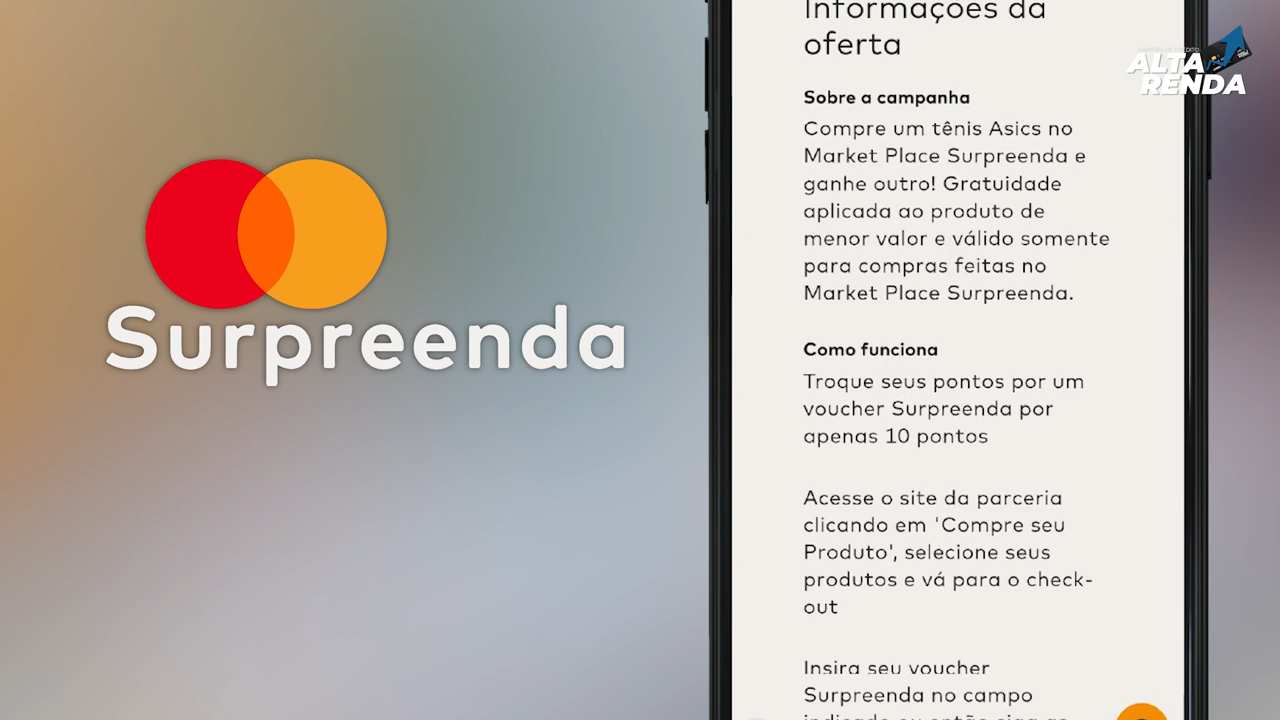 Surpreenda
Informações da
oferta
Sobre a campanha
Compre um tênis Asics no
Market Place Surpreenda e
ganhe outro! Gratuidade
aplicada ao produto de
menor valor e válido somente
para compras feitas no
Market Place Surpreenda.
Como funciona
Troque seus pontos por um
voucher Surpreenda por
apenas 10 pontos
Acesse o site da parceria
clicando em 'Compre seu
Produto', selecione seus
produtos e vá para o check-
out
Insira seu voucher
Surpreenda no campo
ALTA
RENDA